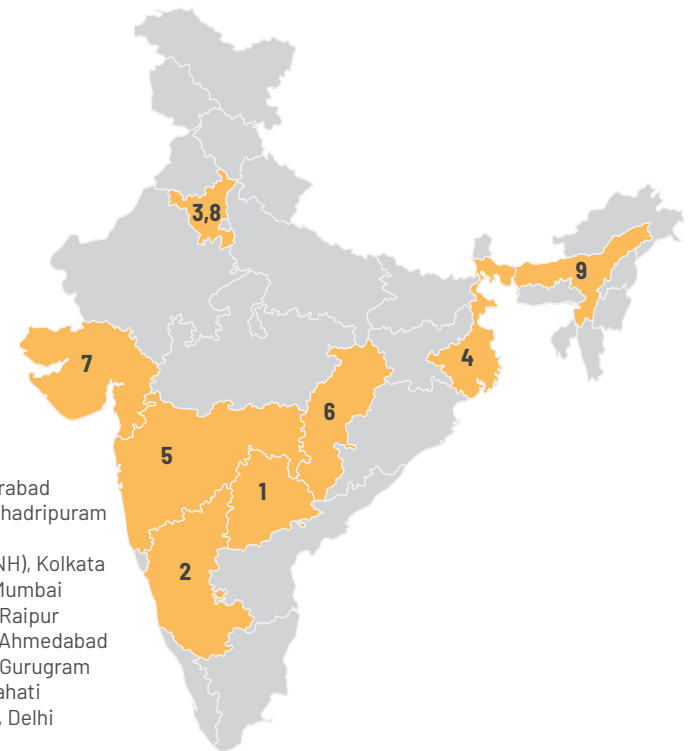 3,8
9
4
7
6
5
1
2
rabad
hadripuram
NH), Kolkata
Mumbai
Raipur
Ahmedabad
Gurugram
ahati
, Delhi